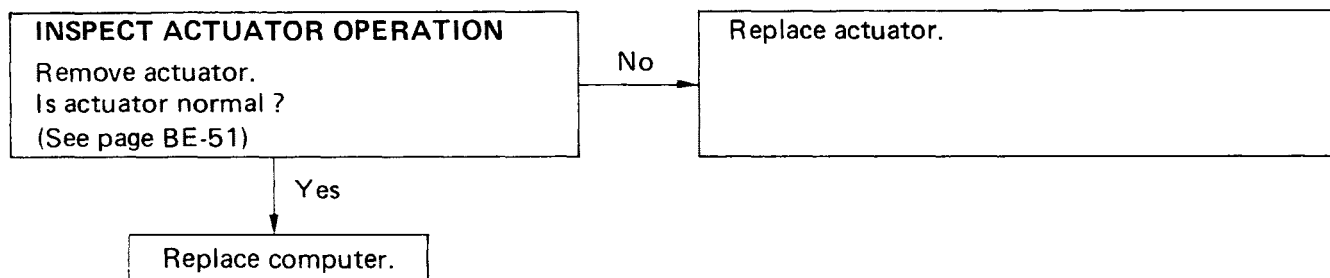 INSPECT ACTUATOR OPERATION
Remove actuator.
Is actuator normal ?
(See page BE-51)
No
Replace actuator.
Yes
Replace computer.